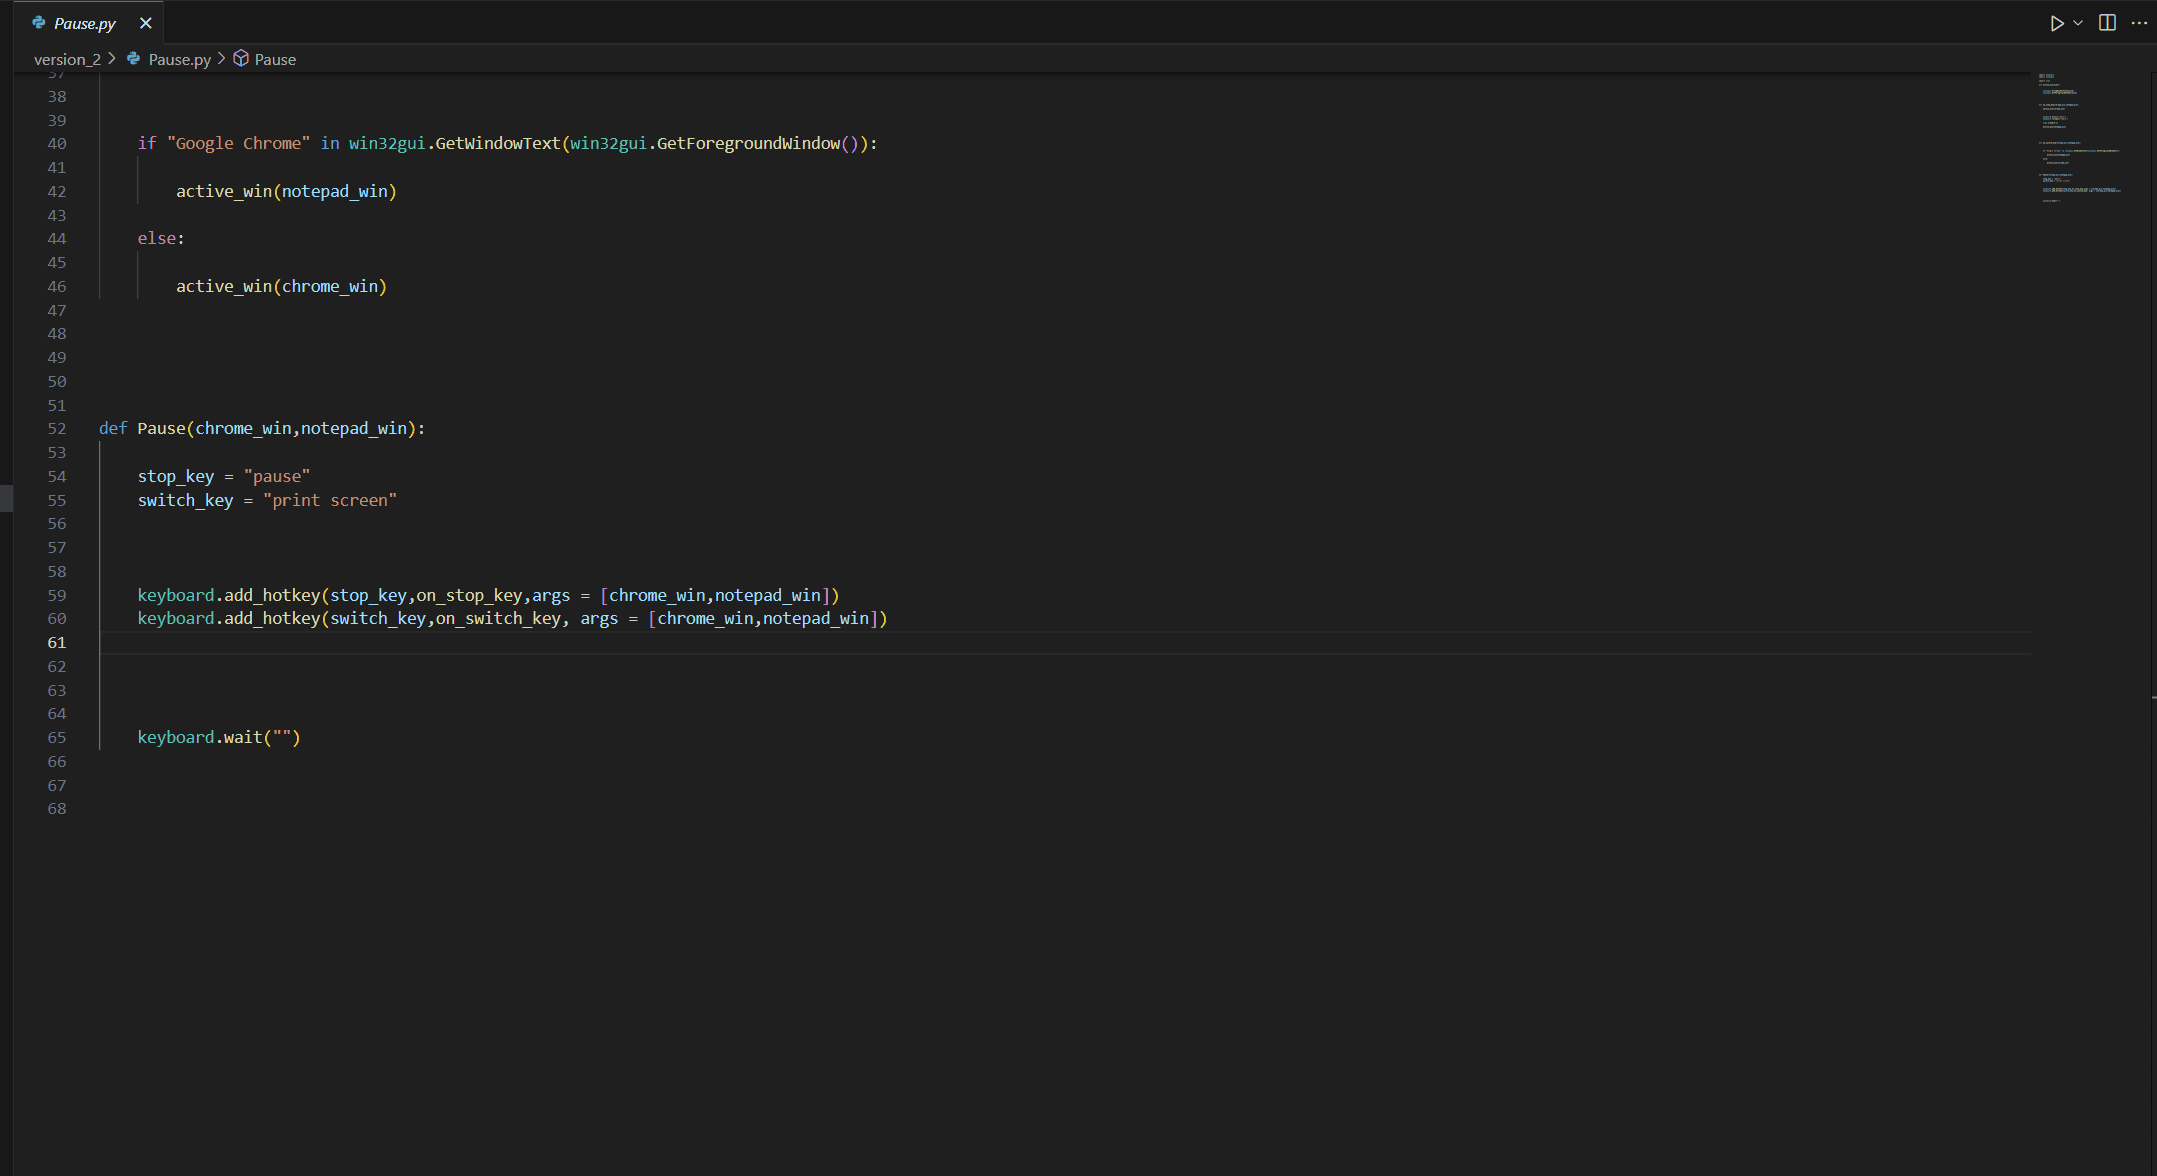 Pause.py
version_2 > Pause.py > Pause
37
38
39
40 if "Google Chrome" in win32gui.GetWindowText(win32gui.GetForegroundWindow()):
41
42 active_win(notepad_win)
43
44 else:
45
46 active_win(chrome_win)
47
48
49
50
51
52 def Pause(chrome_win,notepad_win):
53
54 stop_key = "pause"
55 switch_key = "print screen"
56
57
58
59 keyboard.add_hotkey(stop_key,on_stop_key,args = [chrome_win,notepad_win])
60 keyboard.add_hotkey(switch_key,on_switch_key, args = [chrome_win,notepad_win])
61
62
63
64
65 keyboard.wait("")
66
67
68